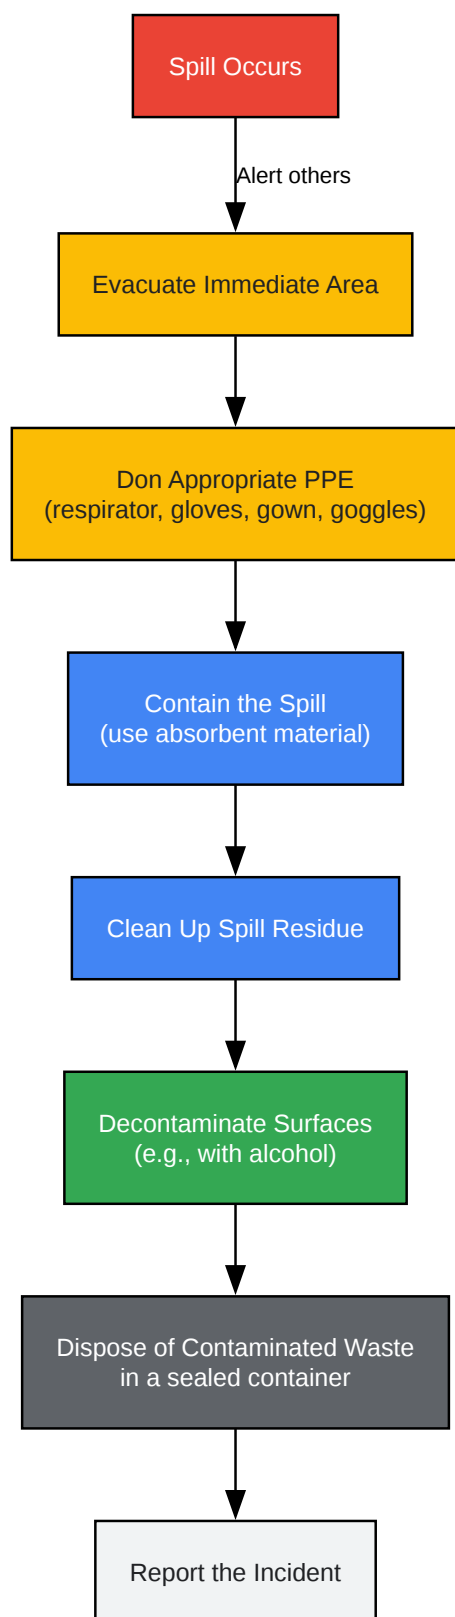 Spill Occurs
Alert others
Evacuate Immediate Area
Don Appropriate PPE
(respirator, gloves, gown, goggles)
Contain the Spill
(use absorbent material)
Clean Up Spill Residue
Decontaminate Surfaces
(e.g., with alcohol)
Dispose of Contaminated Waste
in a sealed container
Report the Incident